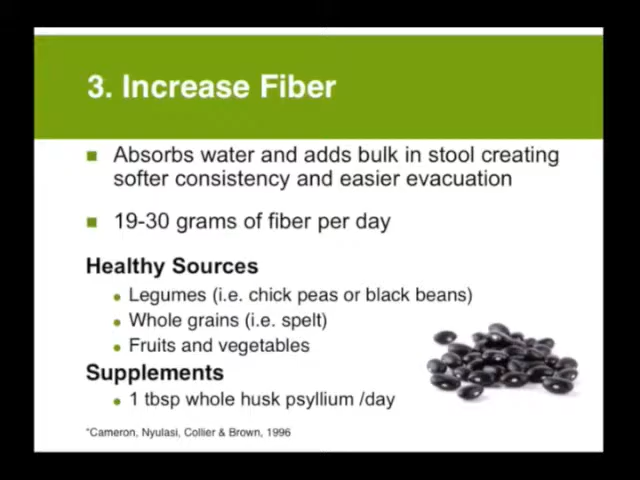 3. Increase Fiber
Absorbs water and adds bulk in stool creating
softer consistency and easier evacuation
19-30 grams of fiber per day
Healthy Sources
Legumes (i.e. chick peas or black beans)
Whole grains (i.e. spelt)
Fruits and vegetables
Supplements
1 tbsp whole husk psyllium /day
*Cameron, Nyulasi, Collier & Brown, 1996